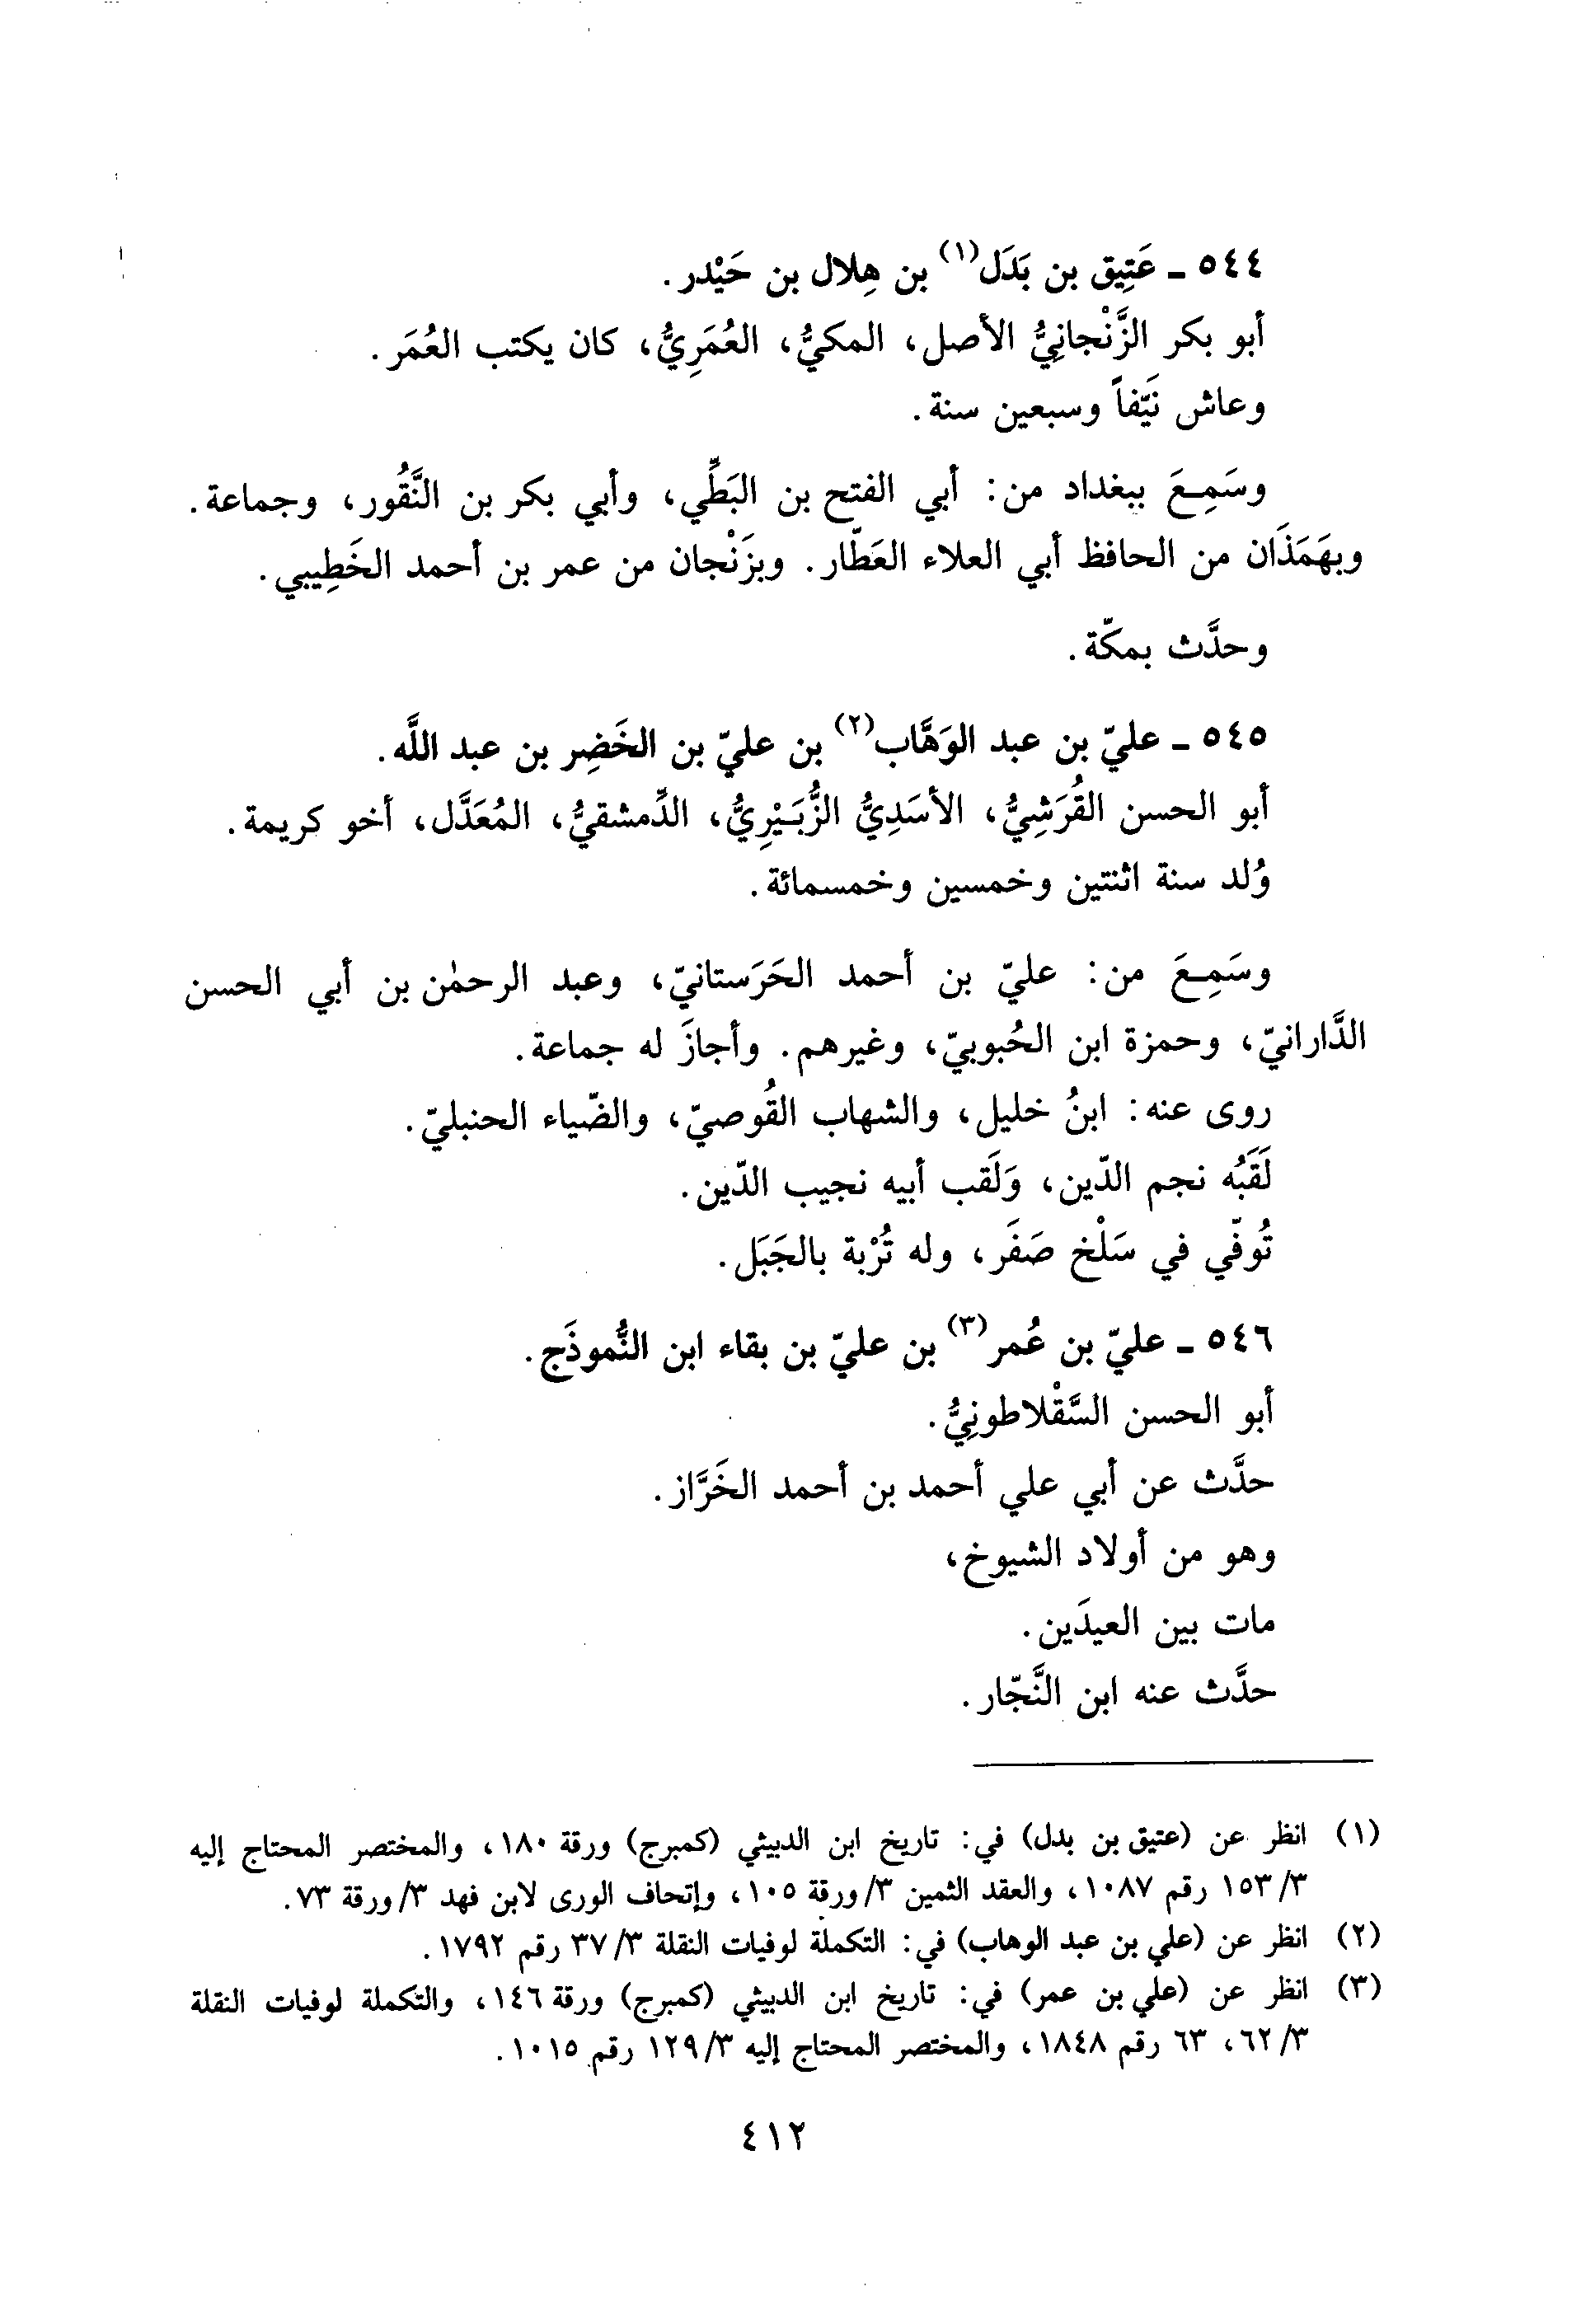 ٥٤٤ ـ عَتِيق بن بَدَل(١) بن هِلال بن حَيْدر.
أبو بكر الزَّنْجانِيُّ الأصل، المكيُّ، العُمَرِيُّ، كان يكتب العُمَر.
وعاش نَيّفاً وسبعين سنة.
وسَمِعَ ببغداد من: أبي الفتح بن البَطِّي، وأبي بكر بن النَّقُور، وجماعة.
وبهَمَذَان من الحافظ أبي العلاء العَطّار. وبزَنْجان من عمر بن أحمد الخَطِيبي.
وحدَّث بمكّة.
٥٤٥ ـ عليّ بن عبد الوَهَّاب(٢) بن عليّ بن الخَضِر بن عبد اللَّه.
أبو الحسن القُرَشِيُّ، الأسَدِيُّ الزُّبَيْرِيُّ، الدِّمشقيُّ، المُعَدَّل، أخو كريمة.
وُلد سنة اثنتين وخمسين وخمسمائة.
وسَمِعَ من: عليّ بن أحمد الحَرَستانيّ، وعبد الرحمٰن بن أبي الحسن
الدَّارانيّ، وحمزة ابن الحُبوبيّ، وغيرهم. وأجازَ له جماعة.
روى عنه: ابنُ خليل، والشهاب القُوصيّ، والضّياء الحنبليّ.
لَقَبُه نجم الدّين، وَلَقب أبيه نجيب الدّين.
تُوفّي في سَلْخ صَفَر، وله تُرْبة بالجَبَل.
٥٤٦ ـ عليّ بن عُمر(٣) بن عليّ بن بقاء ابن النُّموذَج.
أبو الحسن السَّقْلاطونِيُّ.
حدَّث عن أبي علي أحمد بن أحمد الخَرَّاز.
وهو من أولاد الشيوخ،
مات بين العيدَين.
حدَّث عنه ابن النَّجّار.
(١) انظر عن (عتيق بن بدل) في: تاريخ ابن الدبيثي (كمبرج) ورقة ١٨٠، والمختصر المحتاج إليه
٣/ ١٥٣ رقم ١٠٨٧، والعقد الثمين ٣/ ورقة ١٠٥، وإتحاف الورى لابن فهد ٣/ ورقة ٧٣.
(٢) انظر عن (علي بن عبد الوهاب) في: التكملة لوفيات النقلة ٣/ ٣٧ رقم ١٧٩٢.
(٣) انظر عن (علي بن عمر) في: تاريخ ابن الدبيثي (كمبرج) ورقة ١٤٦، والتكملة لوفيات النقلة
٣/ ٦٢، ٦٣ رقم ١٨٤٨، والمختصر المحتاج إليه ٣/ ١٢٩ رقم ١٠١٥.
٤١٢